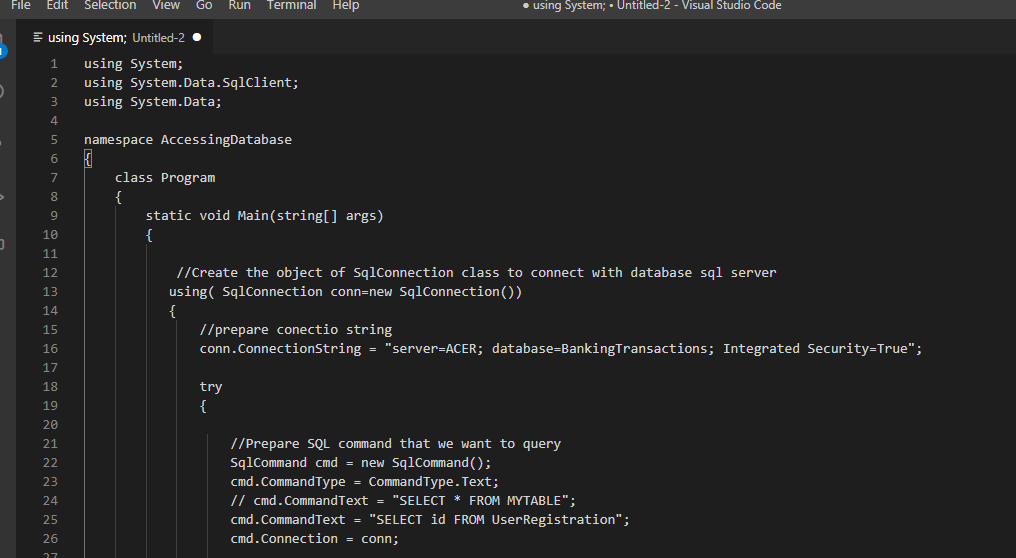 File Edit Selection View Go Run Terminal Help ● using System; • Untitled-2 - Visual Studio Code
using System; Untitled-2 ●
1 using System;
2 using System.Data.SqlClient;
3 using System.Data;
4
5 namespace AccessingDatabase
6 {
7 class Program
8 {
9 static void Main(string[] args)
10 {
11
12 //Create the object of SqlConnection class to connect with database sql server
13 using( SqlConnection conn=new SqlConnection())
14 {
15 //prepare conectio string
16 conn.ConnectionString = "server=ACER; database=BankingTransactions; Integrated Security=True";
17
18 try
19 {
20
21 //Prepare SQL command that we want to query
22 SqlCommand cmd = new SqlCommand();
23 cmd.CommandType = CommandType.Text;
24 // cmd.CommandText = "SELECT * FROM MYTABLE";
25 cmd.CommandText = "SELECT id FROM UserRegistration";
26 cmd.Connection = conn;
27